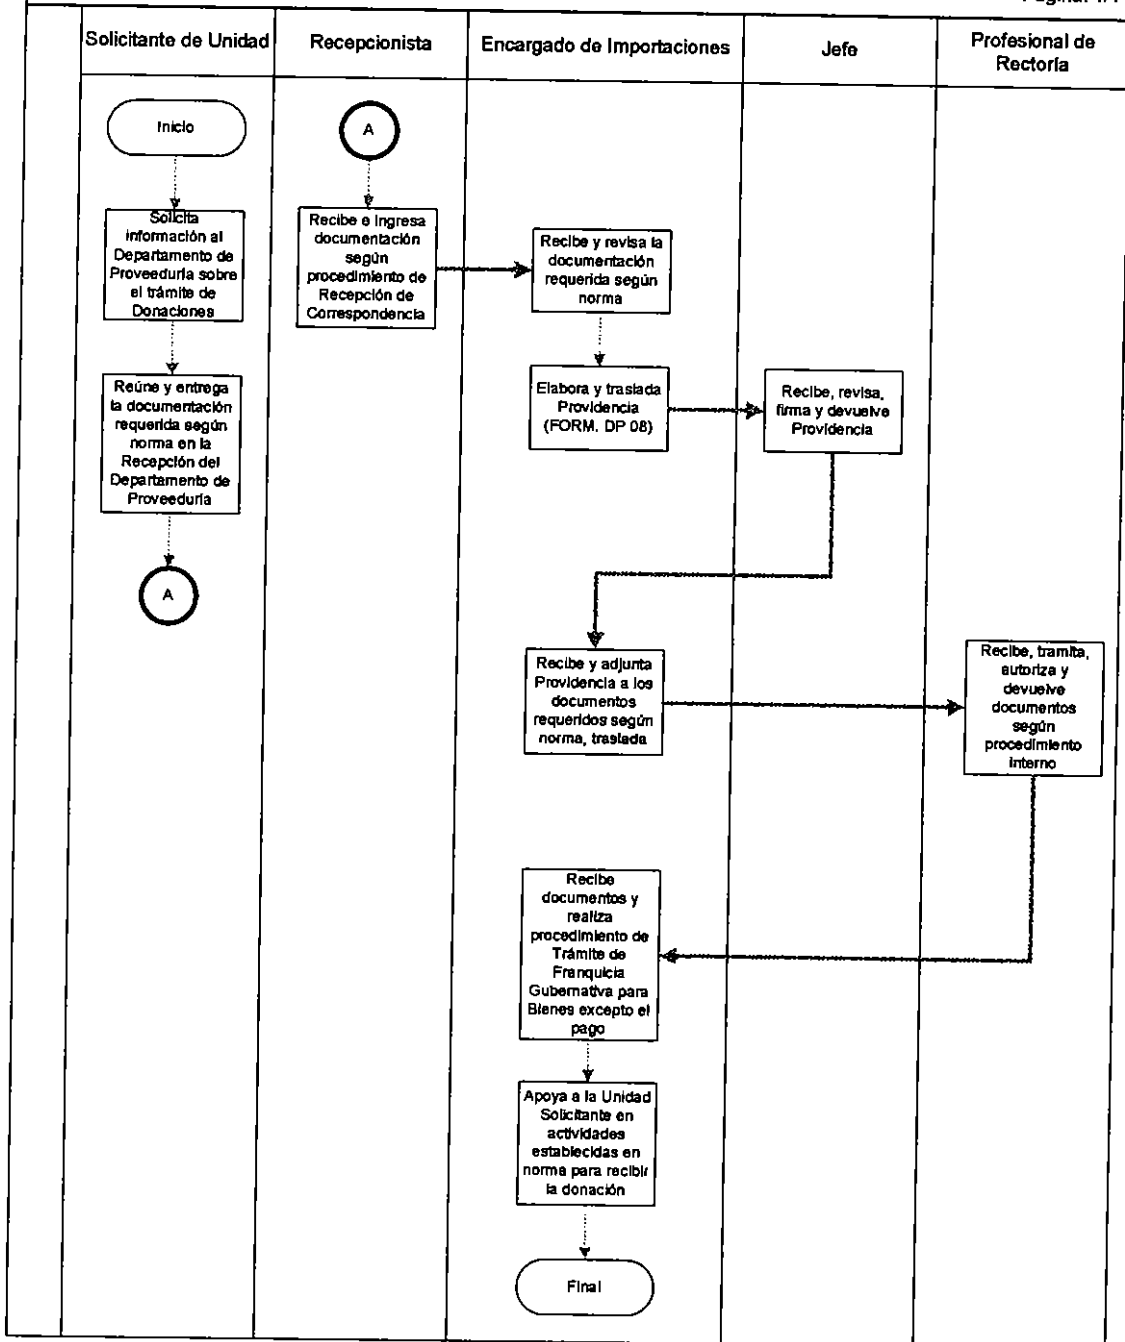 Solicitante de Unidad
Recepcionista
Encargado de Importaciones
Jefe
Profesional de
Rectoría
Inicio
Solicita
información al
Departamento de
Proveeduría sobre
el trámite de
Donaciones
Reúne y entrega
la documentación
requerida según
norma en la
Recepción del
Departamento de
Proveeduría
A
A
Recibe e ingresa
documentación
según
procedimiento de
Recepción de
Correspondencia
Recibe y revisa la
documentación
requerida según
norma
Elabora y traslada
Providencia
(FORM. DP 08)
Recibe, revisa,
firma y devuelve
Providencia
Recibe y adjunta
Providencia a los
documentos
requeridos según
norma, traslada
Recibe, tramita,
autoriza y
devuelve
documentos
según
procedimiento
interno
Recibe
documentos y
realiza
procedimiento de
Trámite de
Franquicia
Gubernativa para
Bienes excepto el
pago
Apoya a la Unidad
Solicitante en
actividades
establecidas en
norma para recibir
la donación
Final